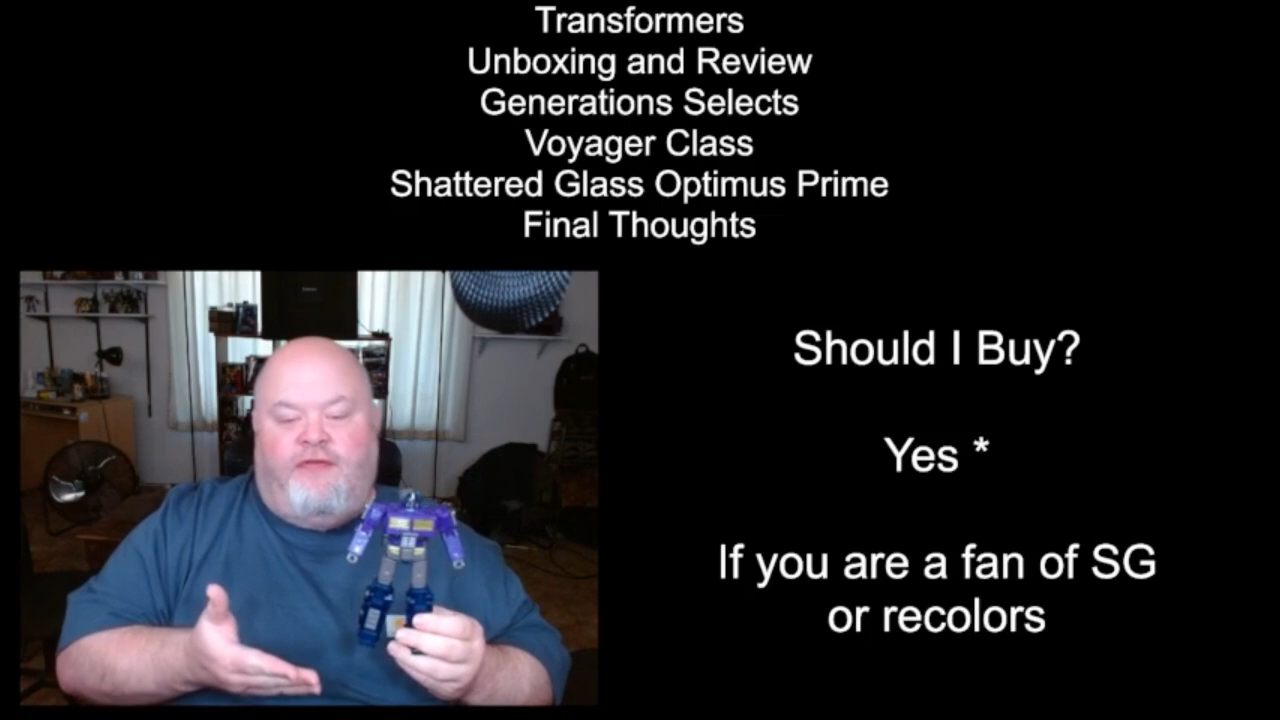 Transformers
Unboxing and Review
Generations Selects
Voyager Class
Shattered Glass Optimus Prime
Final Thoughts
Should I Buy?
Yes *
If you are a fan of SG
or recolors